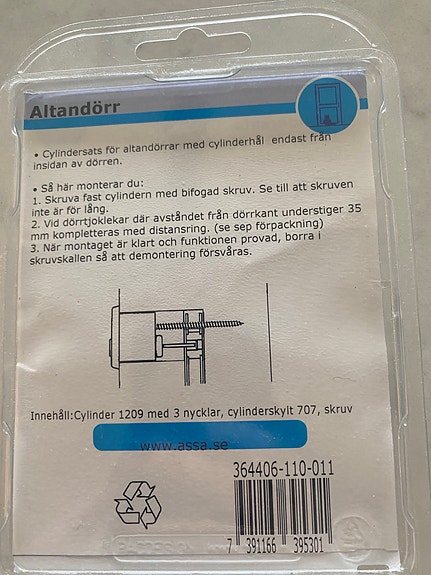 Altandörr
• Cylindersats för altandörrar med cylinderhål endast från
insidan av dörren.
• Så här monterar du:
1. Skruva fast cylindern med bifogad skruv. Se till att skruven
inte är för lång.
2. Vid dörrtjoklekar där avståndet från dörrkant understiger 35
mm kompletteras med distansring. (se sep förpackning)
3. När montaget är klart och funktionen provad, borra i
skruvskallen så att demontering försvåras.
Innehåll:Cylinder 1209 med 3 nycklar, cylinderskylt 707, skruv
www.assa.se
364406-110-011
7 391166 395301